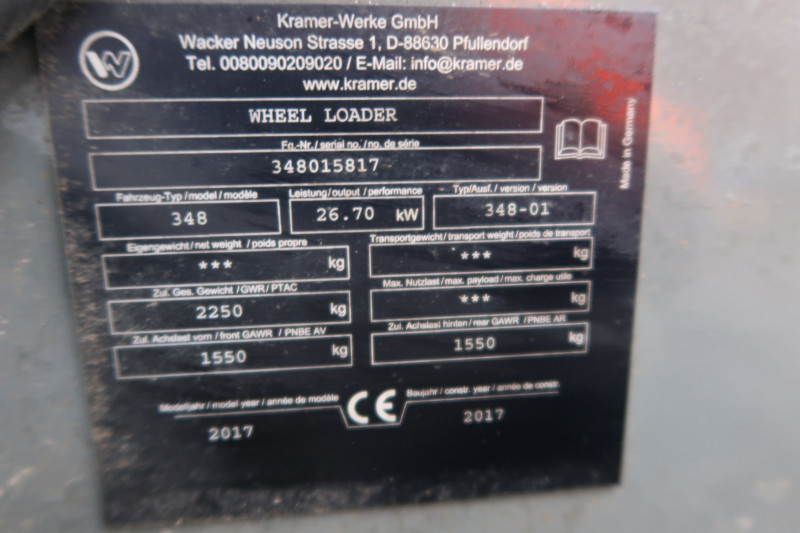 Kramer-Werke GmbH
Wacker Neuson Strasse 1, D-88630 Pfullendorf
Tel. 0080090209020 / E-Mail: info@kramer.de
www.kramer.de
WHEEL LOADER
Fg.-Nr./ serial no./ no. de série
348015817
Made in Germany
Fahrzeug-Typ / model / modèle
348
Leistung / output / performance
26.70 kW
Typ/Ausf. / version / version
348-01
Eigengewicht / net weight / poids propre
*** kg
Transportgewicht / transport weight / poids de transport
*** kg
Zul. Ges. Gewicht / GWR / PTAC
2250 kg
Max. Nutzlast / max. payload / max. charge utile
*** kg
Zul. Achslast vorn / front GAWR / PNBE AV
1550 kg
Zul. Achslast hinten / rear GAWR / PNBE AR
1550 kg
Modelljahr / model year / année de modèle
2017
CE
Baujahr / constr. year / année de constr.
2017